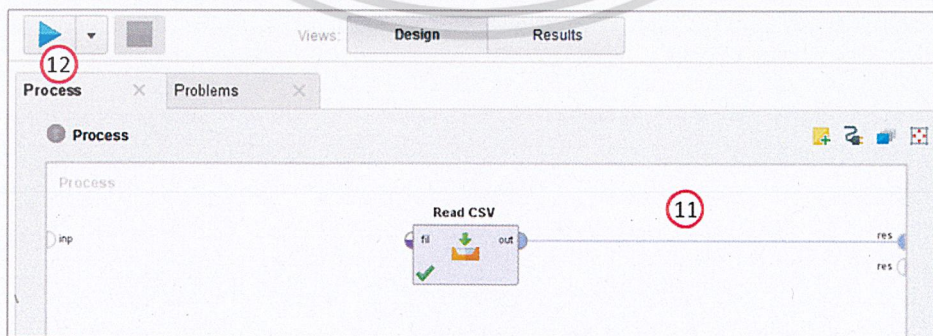 Views: Design Results
12
Process Problems
Process
Process
Read CSV
11
inp
fil out
res
res